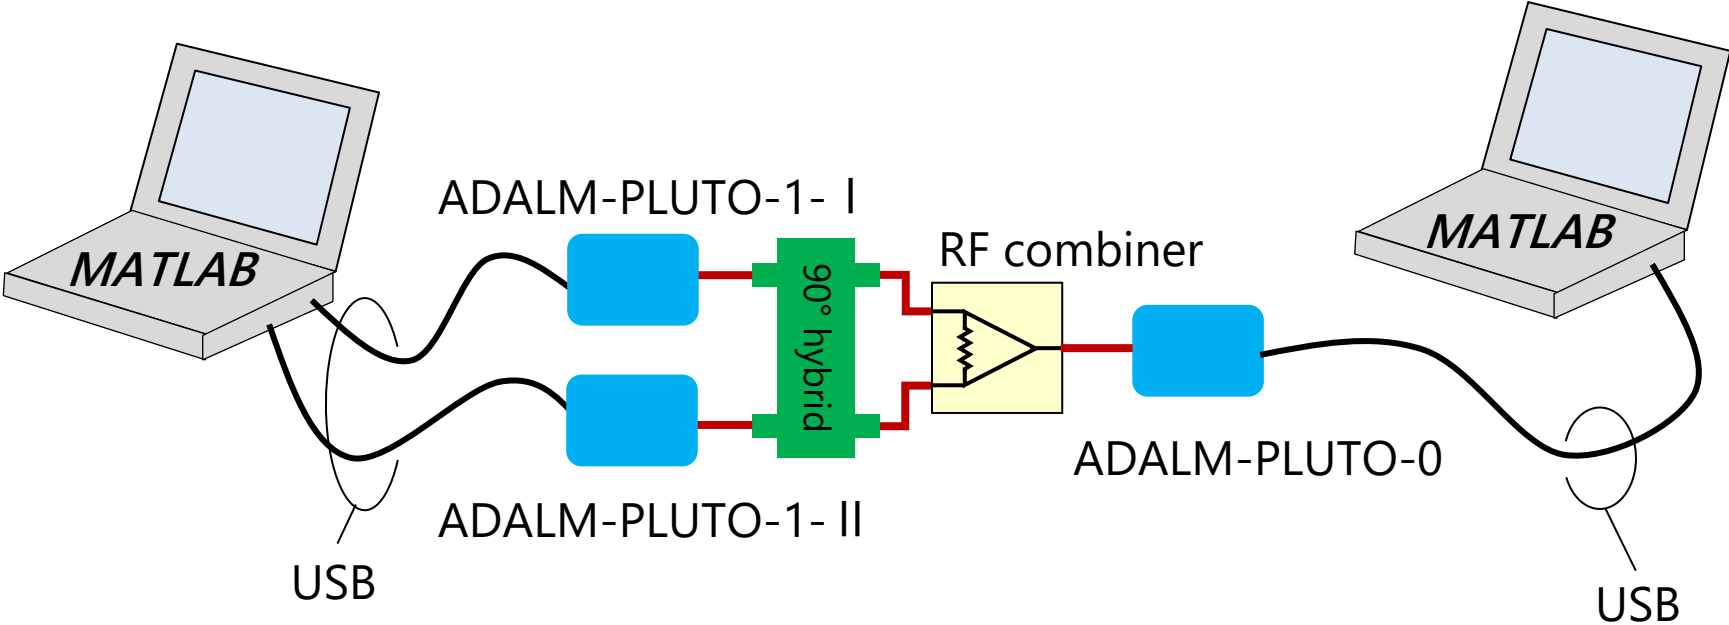 MATLAB
ADALM-PLUTO-1-Ⅰ
ADALM-PLUTO-1-Ⅱ
USB
90° hybrid
RF combiner
ADALM-PLUTO-0
MATLAB
USB